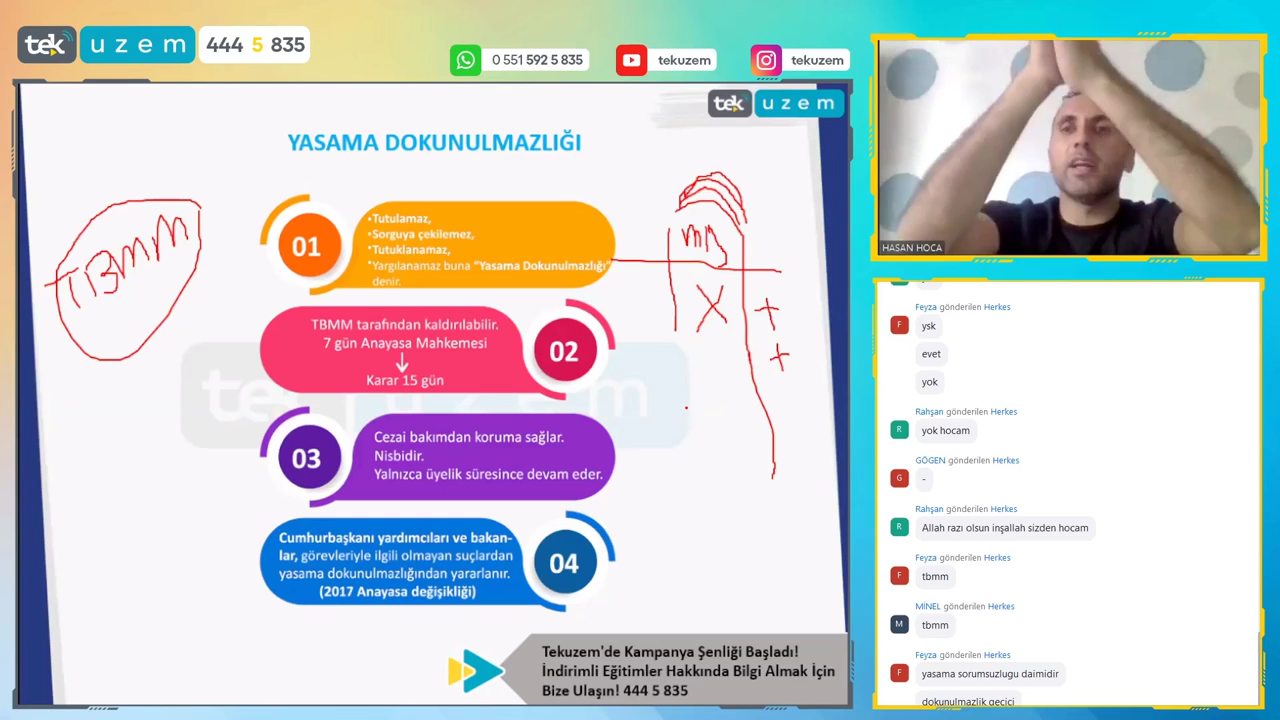 tek uzem 444 5 835
0 551 592 5 835
tekuzem
tekuzem
tek uzem
YASAMA DOKUNULMAZLIĞI
TBMM
01
•Tutulamaz,
•Sorguya çekilemez,
•Tutuklanamaz,
•Yargılanamaz buna "Yasama Dokunulmazlığı"
denir.
TBMM tarafından kaldırılabilir.
7 gün Anayasa Mahkemesi
↓
Karar 15 gün
02
03
Cezai bakımdan koruma sağlar.
Nisbidir.
Yalnızca üyelik süresince devam eder.
Cumhurbaşkanı yardımcıları ve bakan-
lar, görevleriyle ilgili olmayan suçlardan
yasama dokunulmazlığından yararlanır.
(2017 Anayasa değişikliği)
04
X +
+
Tekuzem'de Kampanya Şenliği Başladı!
İndirimli Eğitimler Hakkında Bilgi Almak İçin
Bize Ulaşın! 444 5 835
HASAN HOCA
Feyza gönderilen Herkes
F ysk
evet
yok
Rahşan gönderilen Herkes
R yok hocam
GÖGEN gönderilen Herkes
G -
Rahşan gönderilen Herkes
R Allah razı olsun inşallah sizden hocam
Feyza gönderilen Herkes
F tbmm
MİNEL gönderilen Herkes
M tbmm
Feyza gönderilen Herkes
F yasama sorumsuzlugu daimidir
dokunulmazlik gecici